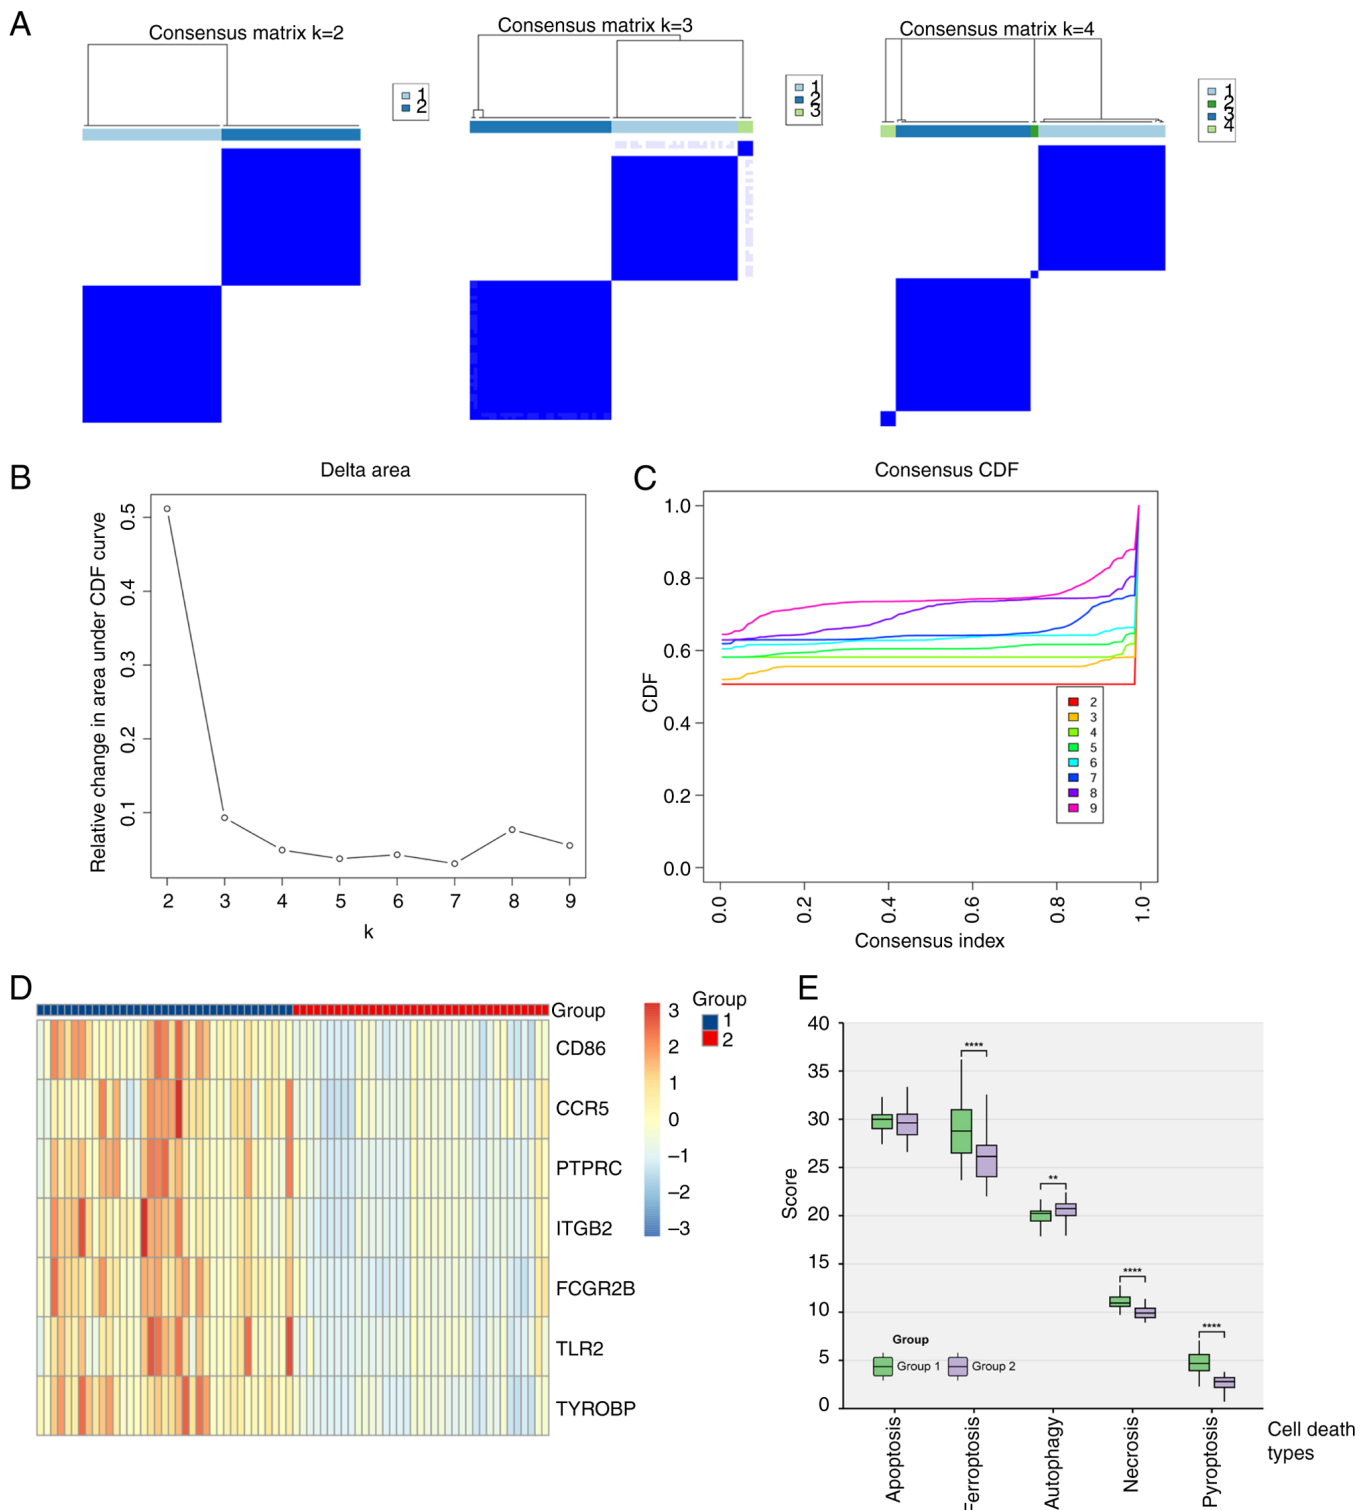 A
Consensus matrix k=2
1
2
Consensus matrix k=3
1
2
3
Consensus matrix k=4
1
2
3
4
B
Delta area
Relative change in area under CDF curve
0.5
0.4
0.3
0.2
0.1
2 3 4 5 6 7 8 9
k
C
Consensus CDF
CDF
1.0
0.8
0.6
0.4
0.2
0.0
2
3
4
5
6
7
8
9
0.0 0.2 0.4 0.6 0.8 1.0
Consensus index
D
Group
CD86
CCR5
PTPRC
ITGB2
FCGR2B
TLR2
TYROBP
3
2
1
0
−1
−2
−3
Group
1
2
E
Score
40
35
30
25
20
15
10
5
0
****
**
****
****
Group
Group 1 Group 2
Apoptosis
Ferroptosis
Autophagy
Necrosis
Pyroptosis
Cell death
types